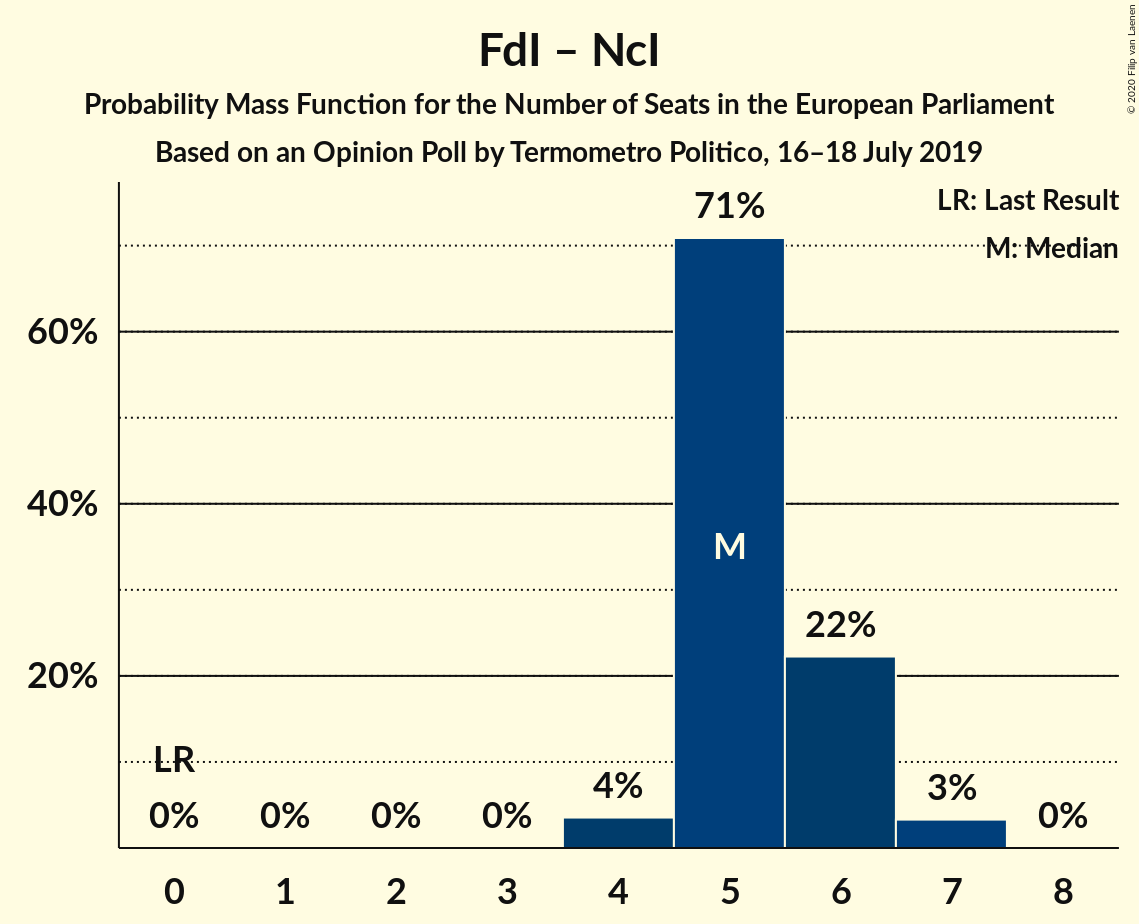 FdI – NcI
Probability Mass Function for the Number of Seats in the European Parliament
Based on an Opinion Poll by Termometro Politico, 16–18 July 2019
© 2020 Filip van Laenen
LR: Last Result
M: Median
71%
60%
40%
M
22%
20%
LR
4%
3%
0%
0%
0%
0%
0%
0 1 2 3 4 5 6 7 8